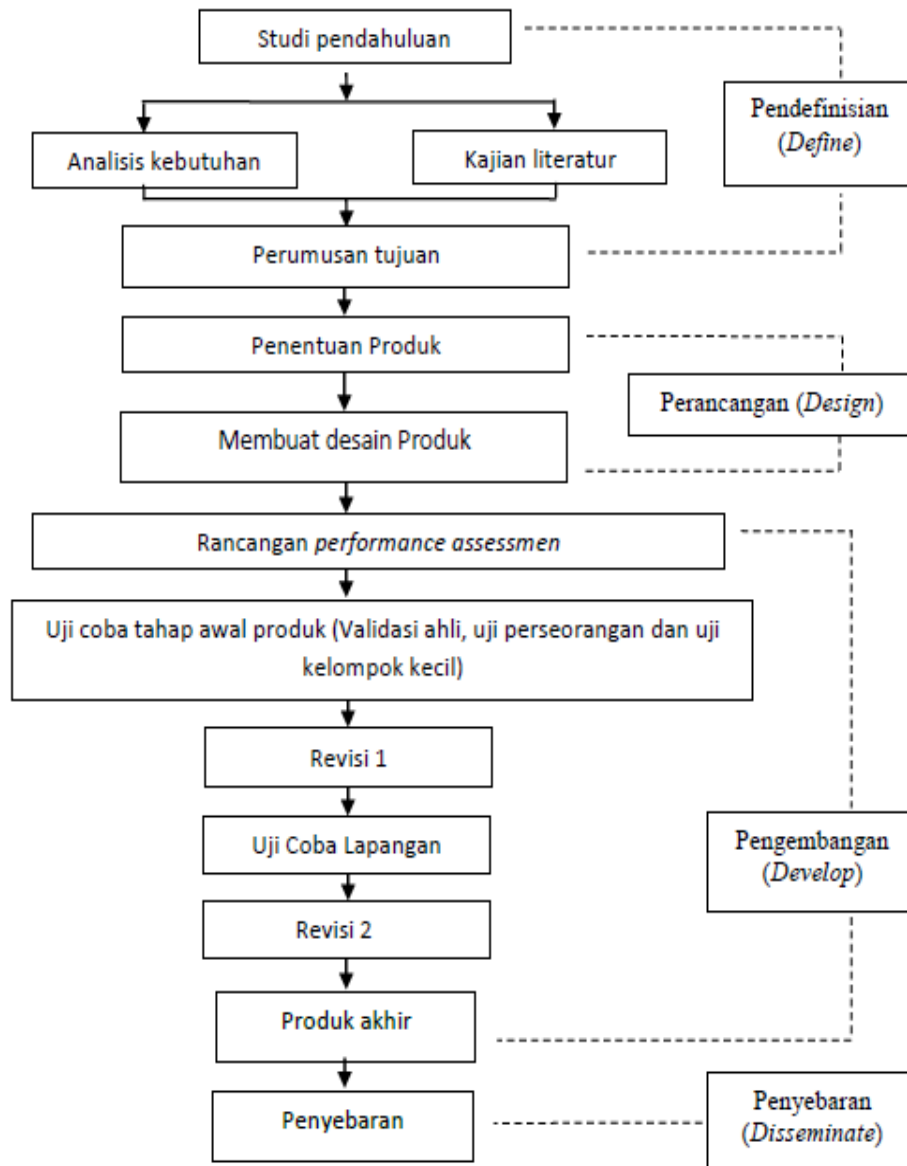 Studi pendahuluan
Pendefinisian
(Define)
Analisis kebutuhan
Kajian literatur
Perumusan tujuan
Penentuan Produk
Perancangan (Design)
Membuat desain Produk
Rancangan performance assessmen
Uji coba tahap awal produk (Validasi ahli, uji perseorangan dan uji
kelompok kecil)
Revisi 1
Uji Coba Lapangan
Pengembangan
(Develop)
Revisi 2
Produk akhir
Penyebaran
Penyebaran
(Disseminate)